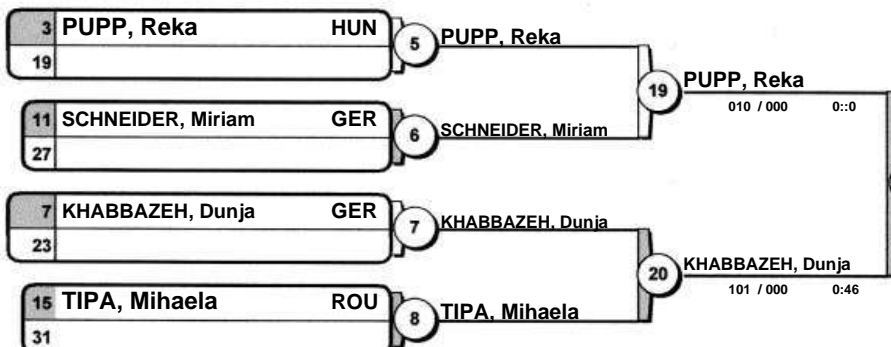 3 PUPP, Reka HUN
19
5
PUPP, Reka
11 SCHNEIDER, Miriam GER
27
6
SCHNEIDER, Miriam
19
PUPP, Reka
010 / 000 0::0
7 KHABBAZEH, Dunja GER
23
7
KHABBAZEH, Dunja
15 TIPA, Mihaela ROU
31
8
TIPA, Mihaela
20
KHABBAZEH, Dunja
101 / 000 0:46